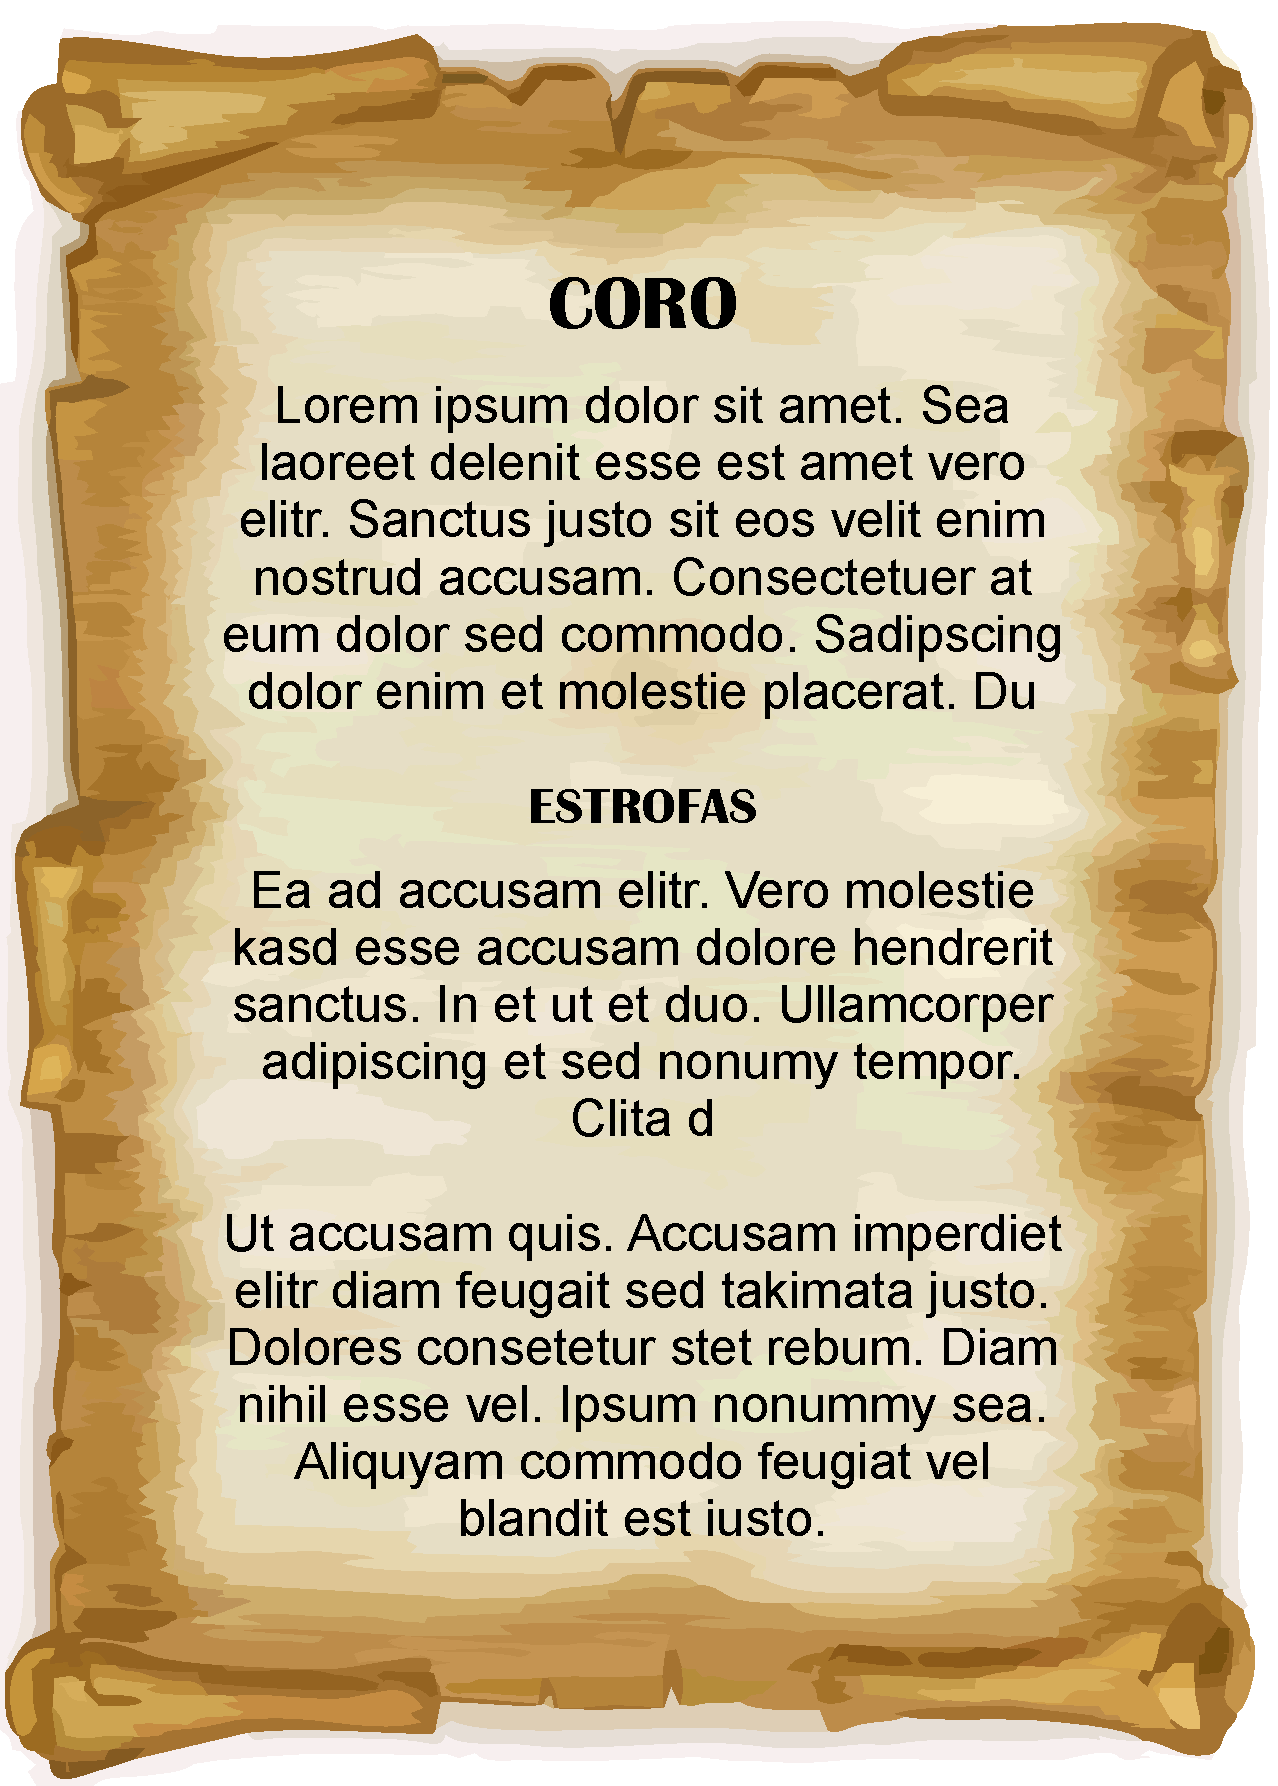 CORO
Lorem ipsum dolor sit amet. Sea
laoreet delenit esse est amet vero
elitr. Sanctus justo sit eos velit enim
nostrud accusam. Consectetuer at
eum dolor sed commodo. Sadipscing
dolor enim et molestie placerat. Du
ESTROFAS
Ea ad accusam elitr. Vero molestie
kasd esse accusam dolore hendrerit
sanctus. In et ut et duo. Ullamcorper
adipiscing et sed nonumy tempor.
Clita d
Ut accusam quis. Accusam imperdiet
elitr diam feugait sed takimata justo.
Dolores consetetur stet rebum. Diam
nihil esse vel. Ipsum nonummy sea.
Aliquyam commodo feugiat vel
blandit est iusto.